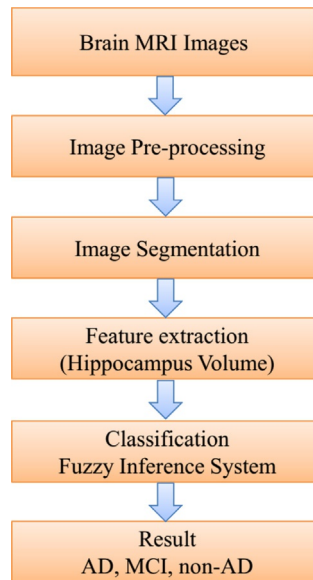 Brain MRI Images
Image Pre-processing
Image Segmentation
Feature extraction
(Hippocampus Volume)
Classification
Fuzzy Inference System
Result
AD, MCI, non-AD